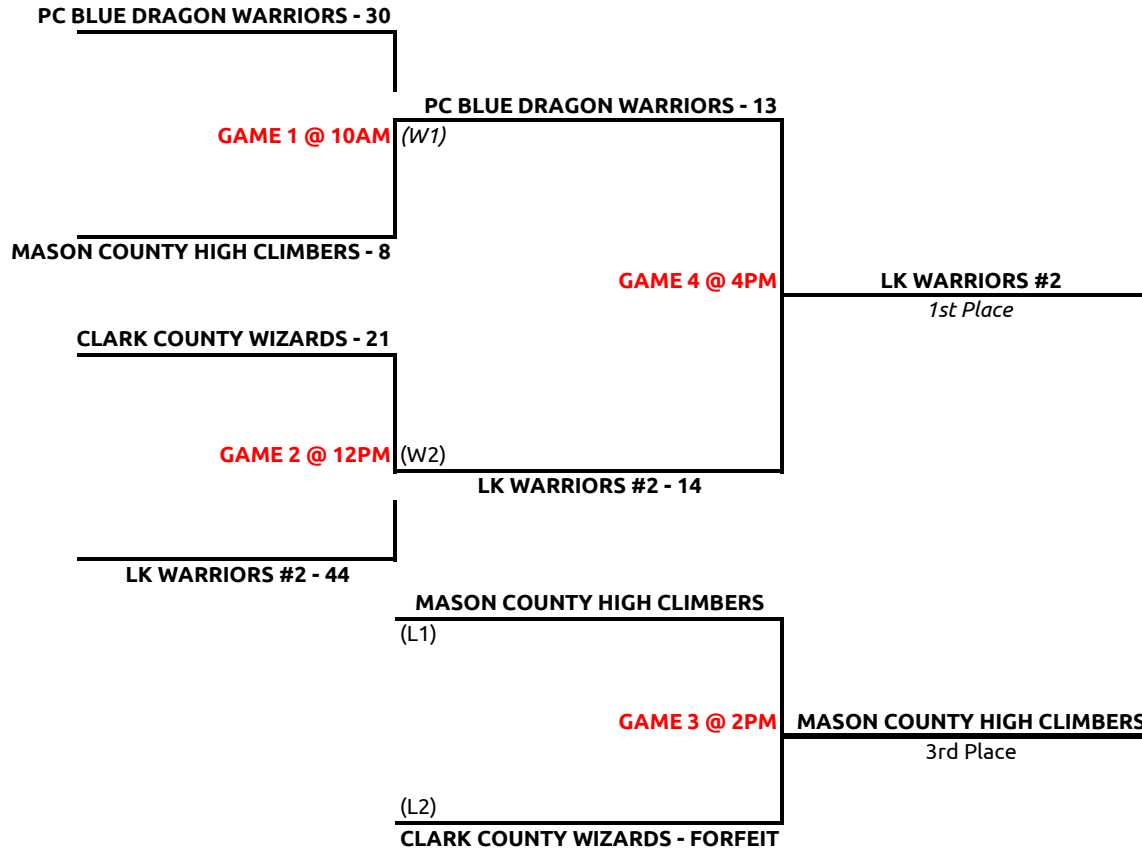 PC BLUE DRAGON WARRIORS - 30
PC BLUE DRAGON WARRIORS - 13
GAME 1 @ 10AM (W1)
MASON COUNTY HIGH CLIMBERS - 8
GAME 4 @ 4PM
LK WARRIORS #2
1st Place
CLARK COUNTY WIZARDS - 21
GAME 2 @ 12PM (W2)
LK WARRIORS #2 - 14
LK WARRIORS #2 - 44
MASON COUNTY HIGH CLIMBERS
(L1)
GAME 3 @ 2PM
MASON COUNTY HIGH CLIMBERS
3rd Place
(L2)
CLARK COUNTY WIZARDS - FORFEIT